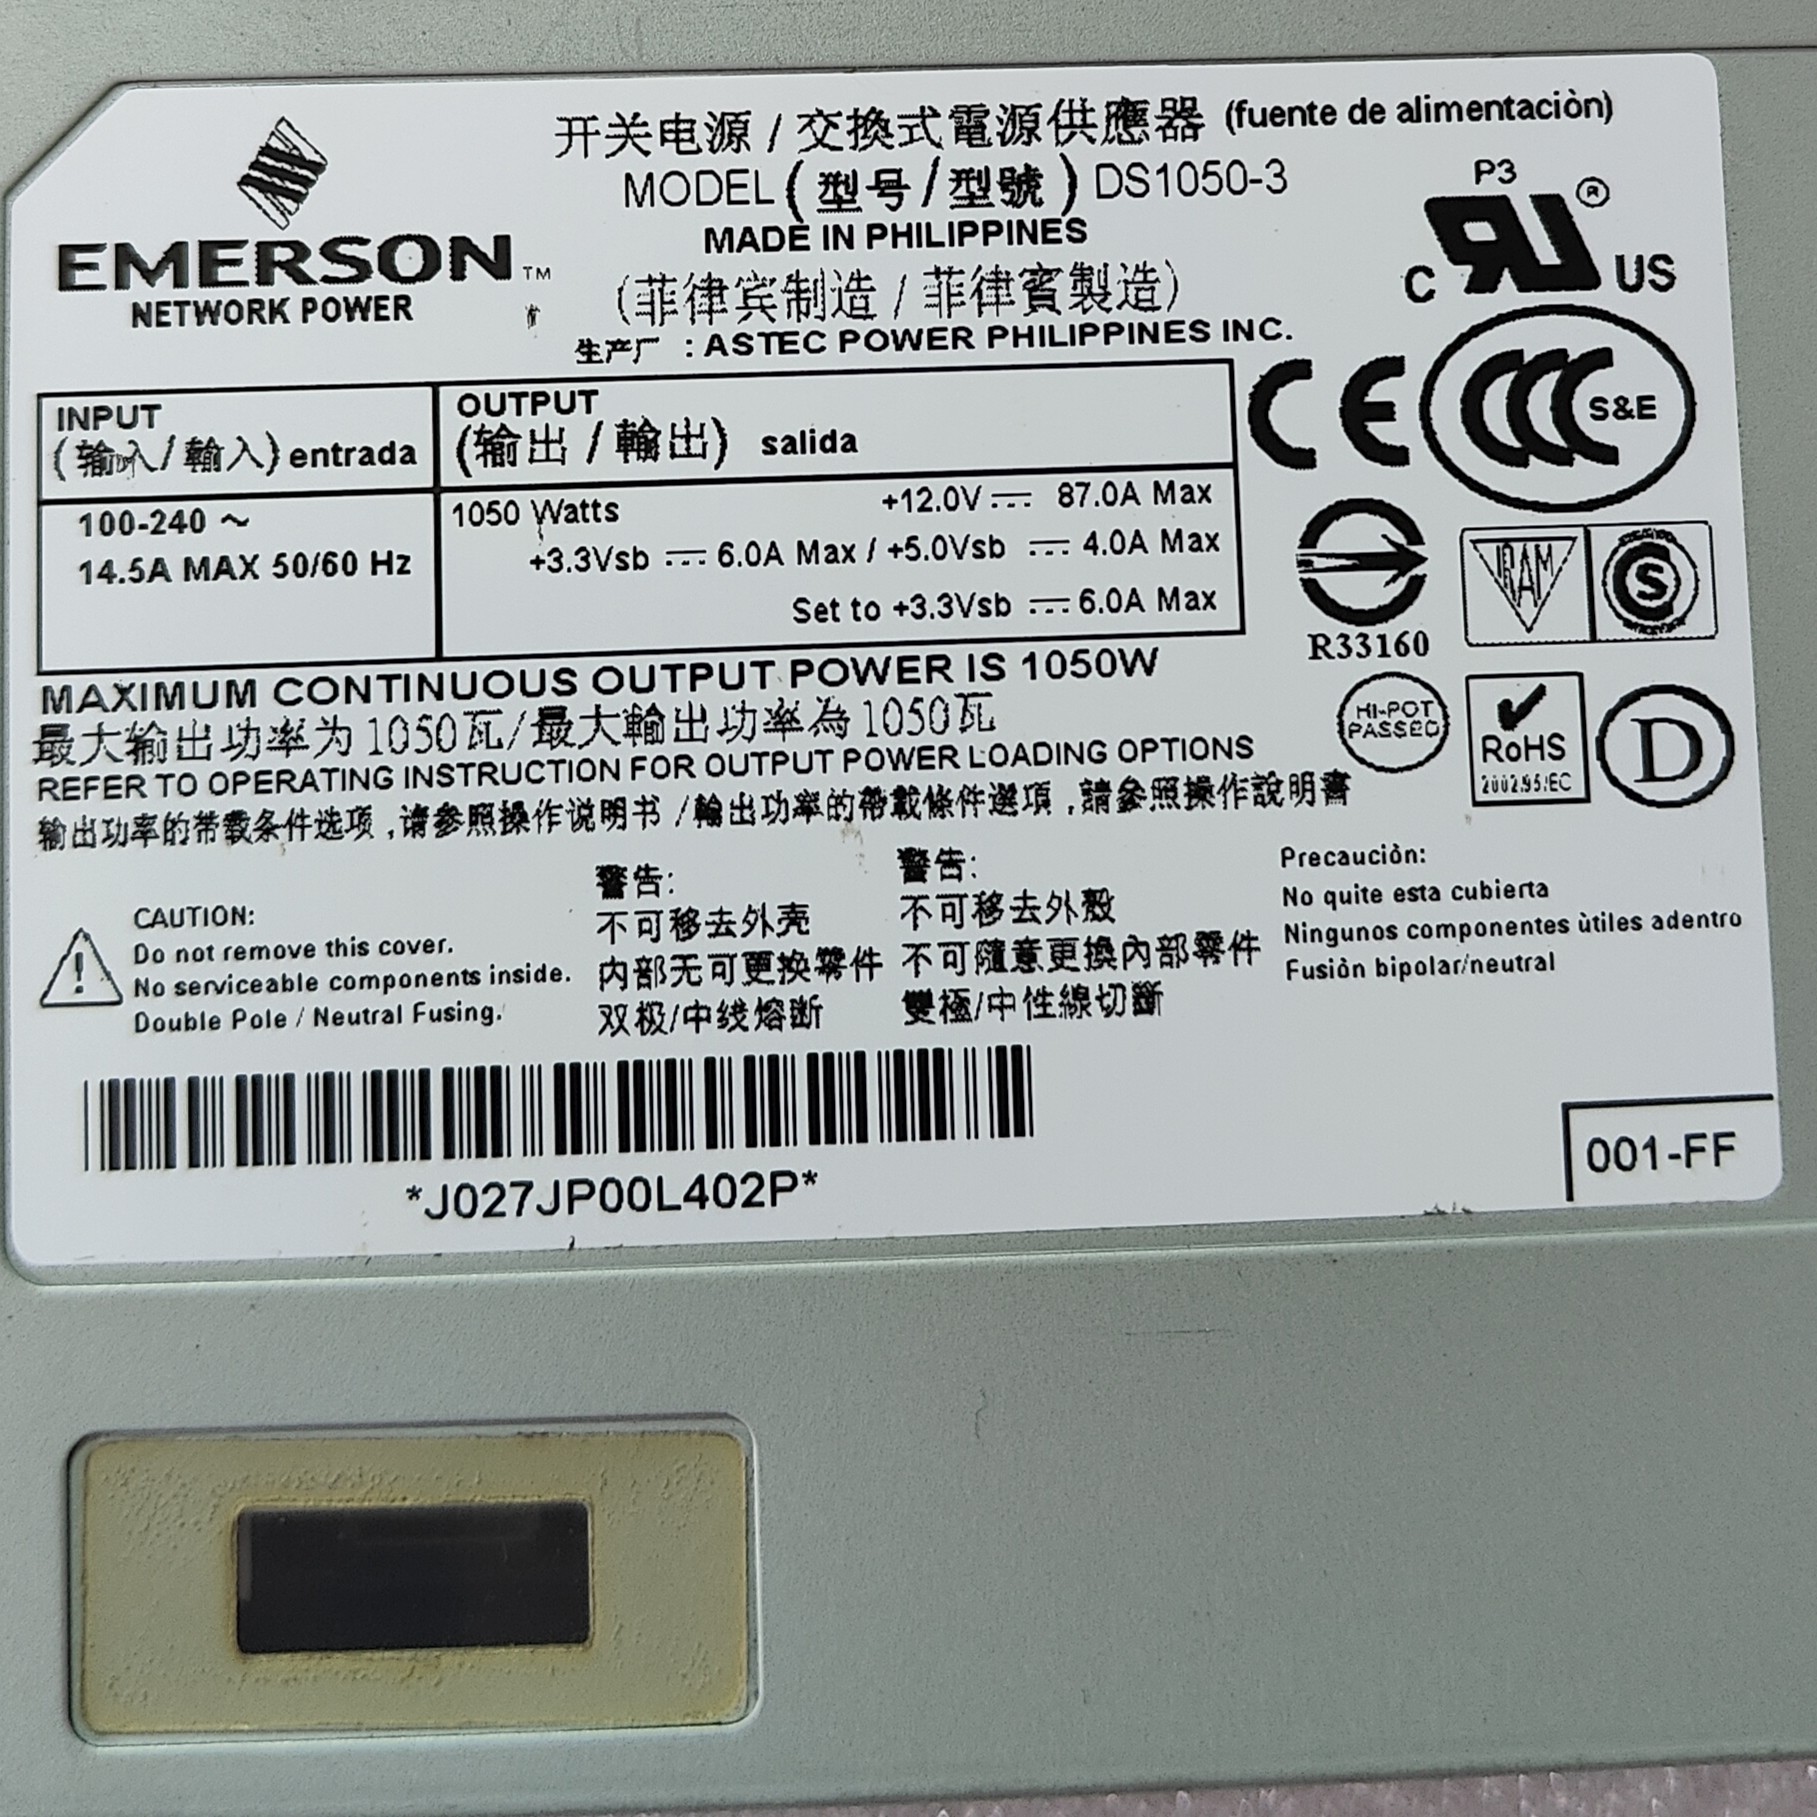 开关电源 / 交换式電源供應器 (fuente de alimentaciòn)
EMERSON™
NETWORK POWER
MODEL (型号/型號) DS1050-3
MADE IN PHILIPPINES
(菲律宾制造 / 菲律賓製造)
生产厂 : ASTEC POWER PHILIPPINES INC.
P3
C RU® US
CE
CCC S&E
INPUT
(输入/輸入) entrada
100-240 ~
14.5A MAX 50/60 Hz
OUTPUT
(输出 / 輸出) salida
1050 Watts +12.0V ⎓ 87.0A Max
+3.3Vsb ⎓ 6.0A Max / +5.0Vsb ⎓ 4.0A Max
Set to +3.3Vsb ⎓ 6.0A Max
R33160
IRAM
S
HI-POT
PASSED
RoHS
2002/95/EC
D
MAXIMUM CONTINUOUS OUTPUT POWER IS 1050W
最大输出功率为 1050 瓦/最大輸出功率為 1050 瓦
REFER TO OPERATING INSTRUCTION FOR OUTPUT POWER LOADING OPTIONS
输出功率的带载条件选项 ,请参照操作说明书 / 輸出功率的帶載條件選項 ,請參照操作說明書
CAUTION:
Do not remove this cover.
No serviceable components inside.
Double Pole / Neutral Fusing.
警告:
不可移去外壳
内部无可更换零件
双极/中线熔断
警告:
不可移去外殼
不可隨意更換內部零件
雙極/中性線切斷
Precauciòn:
No quite esta cubierta
Ningunos componentes ùtiles adentro
Fusiòn bipolar/neutral
*J027JP00L402P*
001-FF